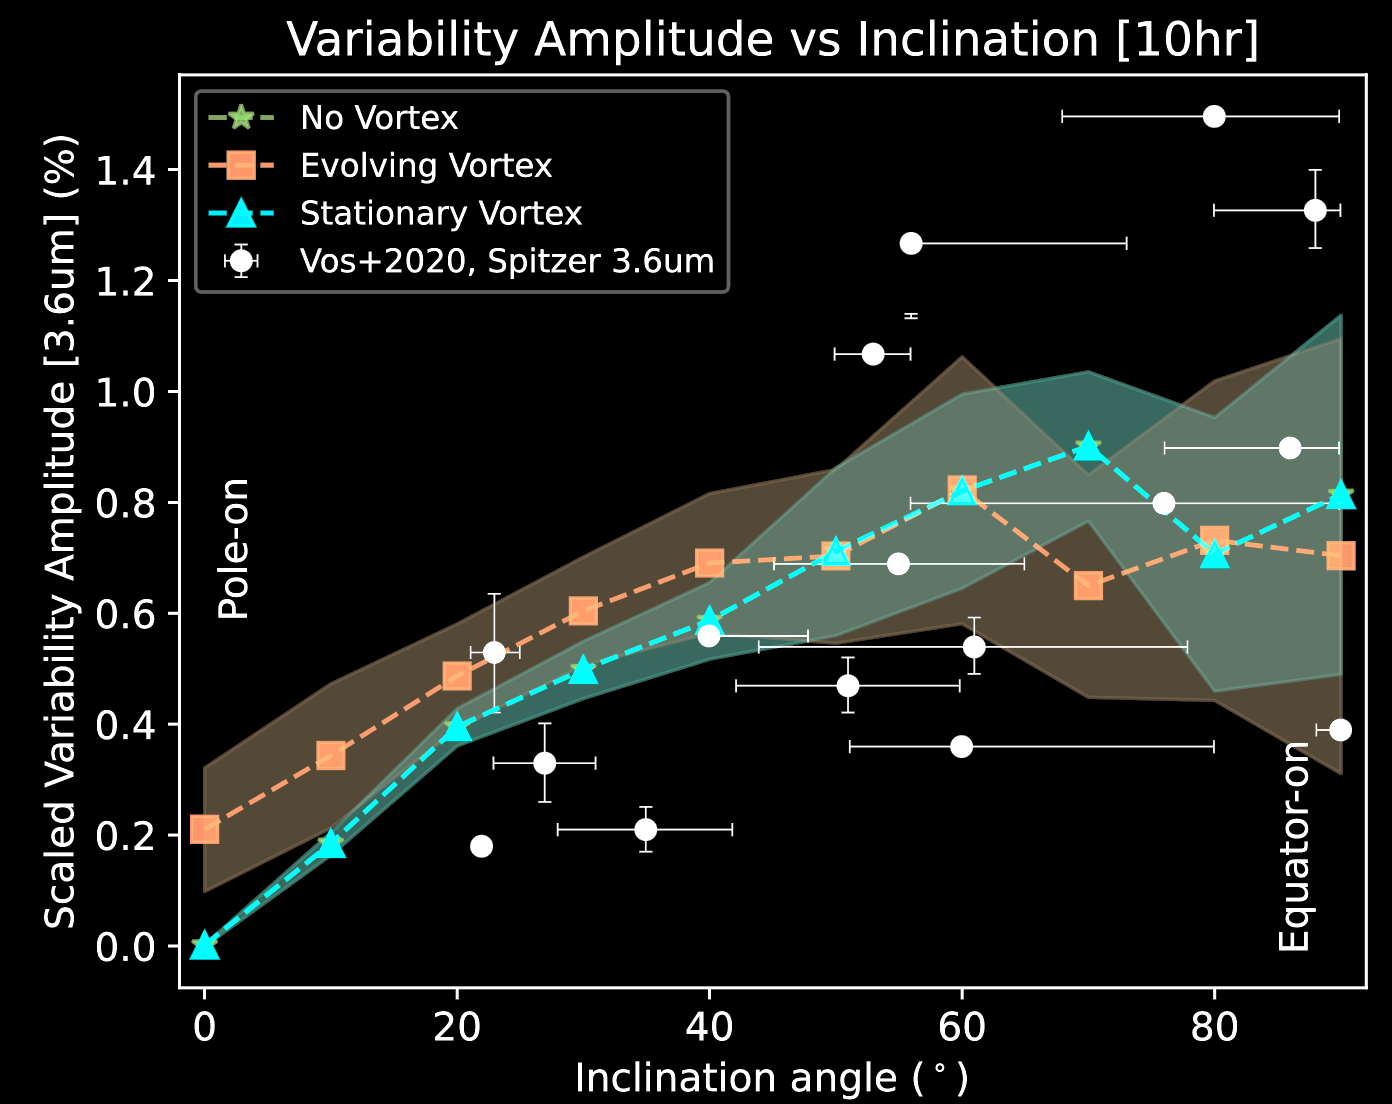 Variability Amplitude vs Inclination [10hr]
No Vortex
Evolving Vortex
Stationary Vortex
Vos+2020, Spitzer 3.6um
Scaled Variability Amplitude [3.6um] (%)
1.4
1.2
1.0
0.8
0.6
0.4
0.2
0.0
Pole-on
Equator-on
0 20 40 60 80
Inclination angle (°)